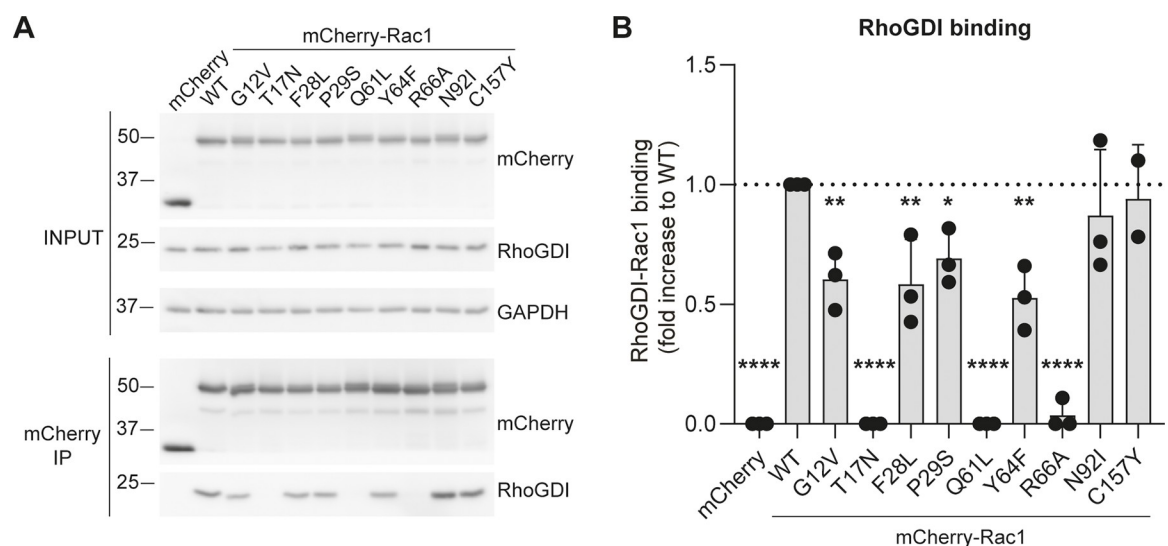 A
mCherry-Rac1
mCherry
WT
G12V
T17N
F28L
P29S
Q61L
Y64F
R66A
N92I
C157Y
INPUT
50
37
mCherry
25
RhoGDI
37
GAPDH
mCherry
IP
50
37
mCherry
25
RhoGDI
B
RhoGDI binding
RhoGDI-Rac1 binding
(fold increase to WT)
1.5
1.0
0.5
0.0
****
**
****
**
*
****
**
****
mCherry
WT
G12V
T17N
F28L
P29S
Q61L
Y64F
R66A
N92I
C157Y
mCherry-Rac1